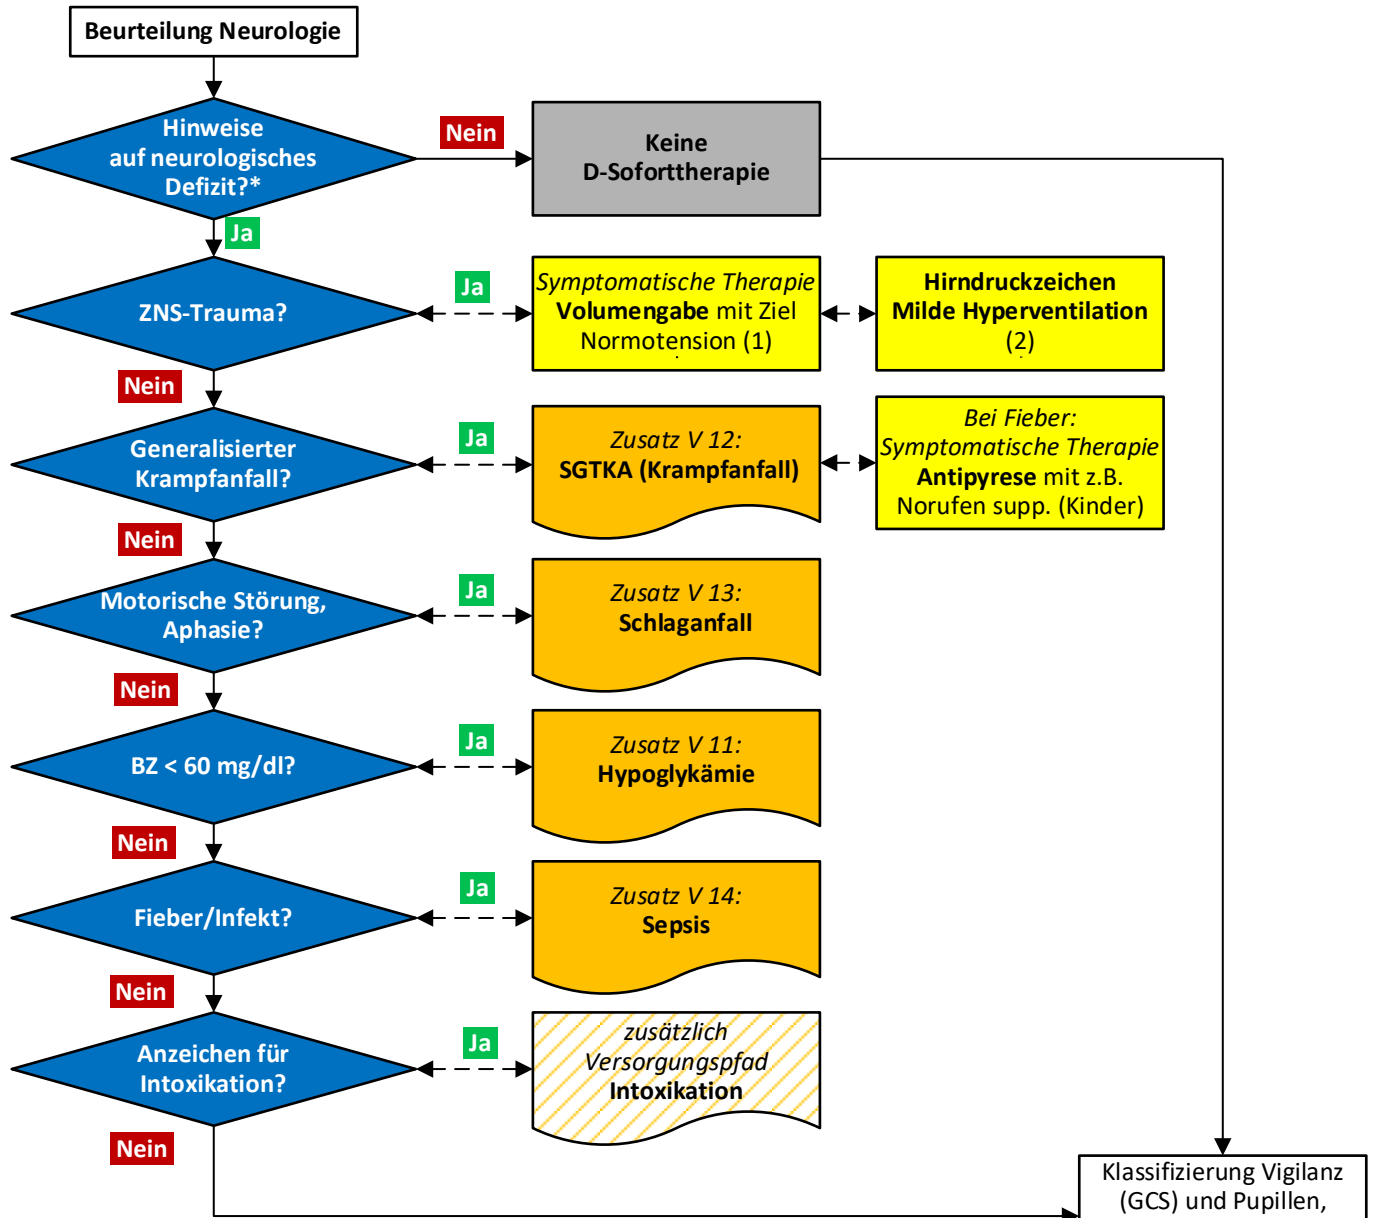 Beurteilung Neurologie
Hinweise
auf neurologisches
Defizit?*
Nein
Keine
D-Soforttherapie
Ja
ZNS-Trauma?
Ja
Symptomatische Therapie
Volumengabe mit Ziel
Normotension (1)
Hirndruckzeichen
Milde Hyperventilation
(2)
Nein
Generalisierter
Krampfanfall?
Ja
Zusatz V 12:
SGTKA (Krampfanfall)
Bei Fieber:
Symptomatische Therapie
Antipyrese mit z.B.
Norufen supp. (Kinder)
Nein
Motorische Störung,
Aphasie?
Ja
Zusatz V 13:
Schlaganfall
Nein
BZ < 60 mg/dl?
Ja
Zusatz V 11:
Hypoglykämie
Nein
Fieber/Infekt?
Ja
Zusatz V 14:
Sepsis
Nein
Anzeichen für
Intoxikation?
Ja
zusätzlich
Versorgungspfad
Intoxikation
Nein
Klassifizierung Vigilanz
(GCS) und Pupillen,